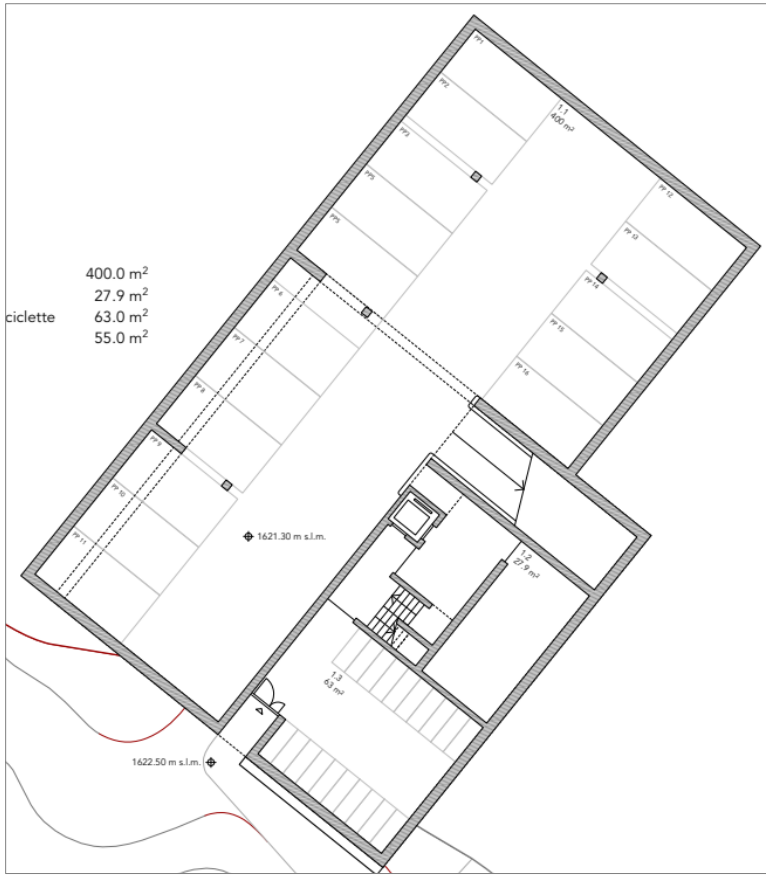 PP1
PP2
1.1
400 m²
PP3
PP5
PP5
PP 12
PP 13
PP 14
PP 15
PP 16
400.0 m²
27.9 m²
ciclette 63.0 m²
55.0 m²
PP 6
PP 7
PP 8
PP 9
PP 10
PP 11
1621.30 m s.l.m.
1.2
27.9 m²
1.3
63 m²
1622.50 m s.l.m.